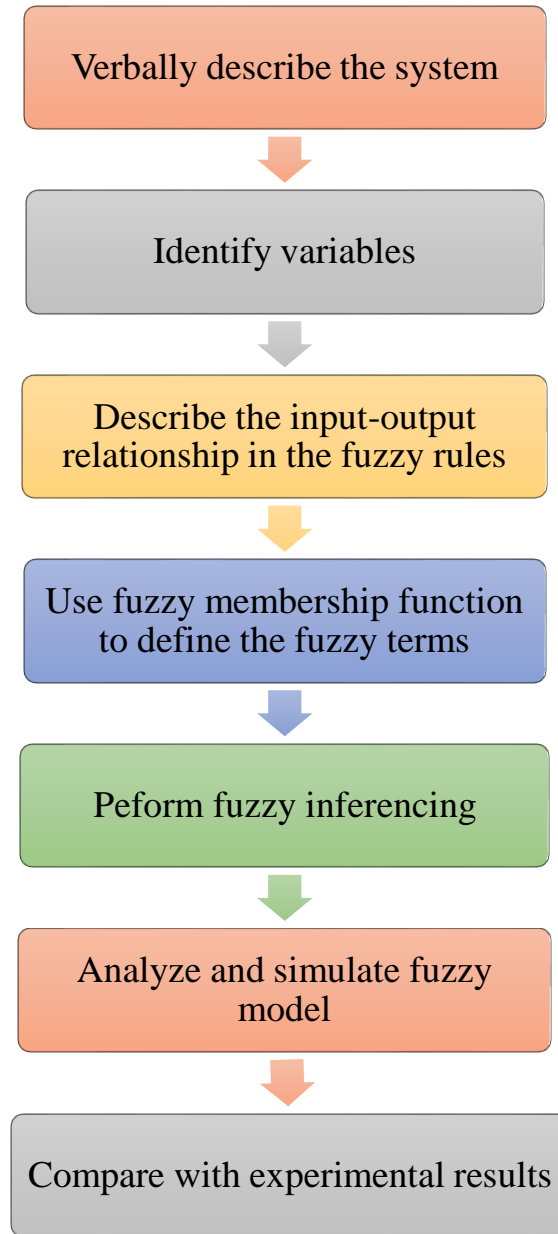 Verbally describe the system
Identify variables
Describe the input-output
relationship in the fuzzy rules
Use fuzzy membership function
to define the fuzzy terms
Peform fuzzy inferencing
Analyze and simulate fuzzy
model
Compare with experimental results